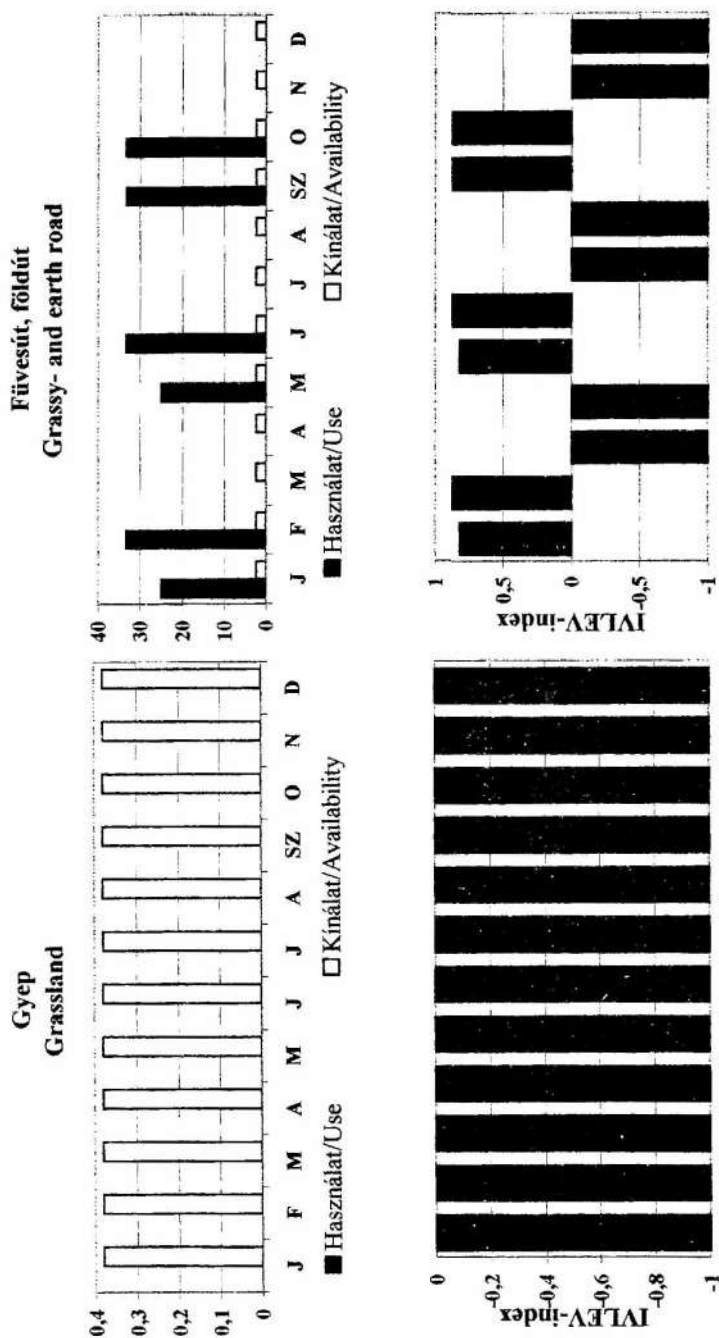 Gyep
Grassland
0,4
0,3
0,2
0,1
0
J F M A M J J A SZ O N D
■ Használat/Use □ Kínálat/Availability
IVLEV-index
0
-0,2
-0,4
-0,6
-0,8
-1
Füvesút, földút
Grassy- and earth road
40
30
20
10
0
J F M A M J J A SZ O N D
■ Használat/Use □ Kínálat/Availability
IVLEV-index
1
0,5
0
-0,5
-1